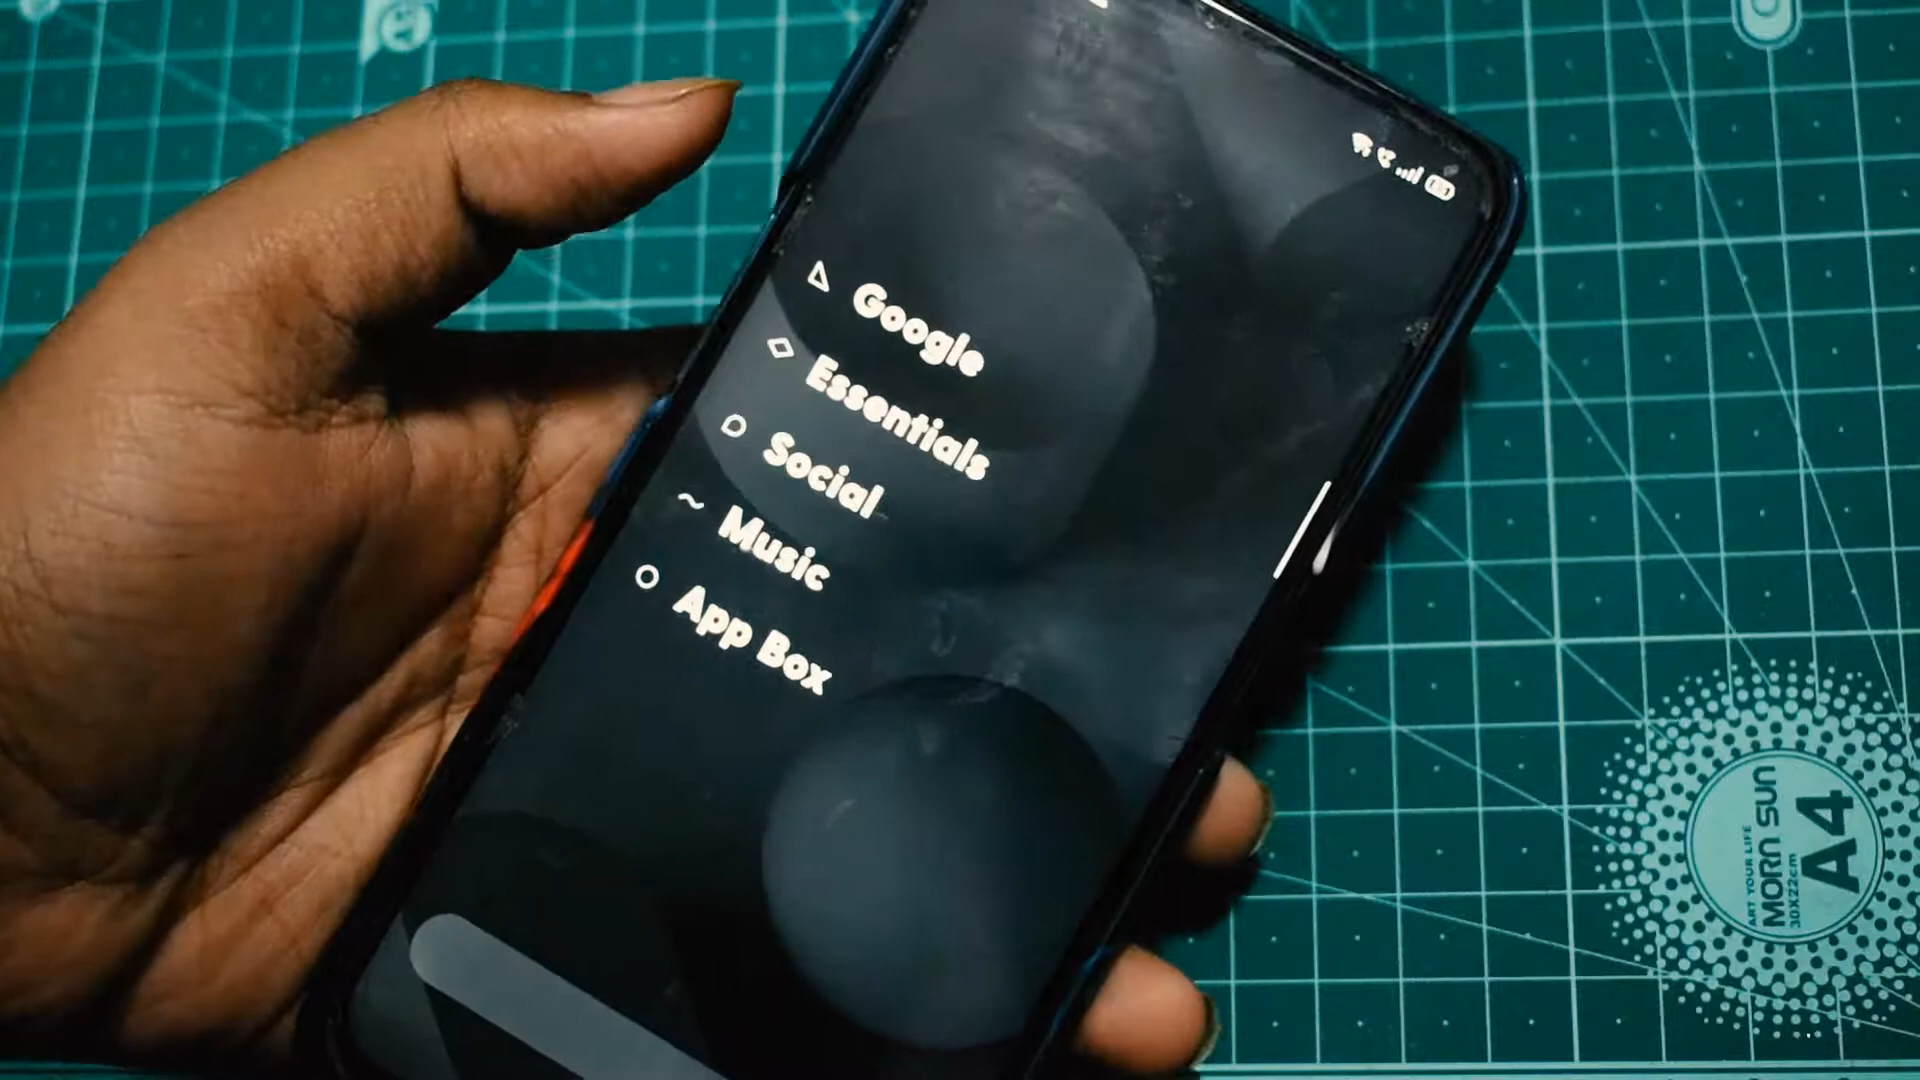 Google
Essentials
Social
Music
App Box
ART YOUR LIFE
MORN SUN
30X22cm
A4